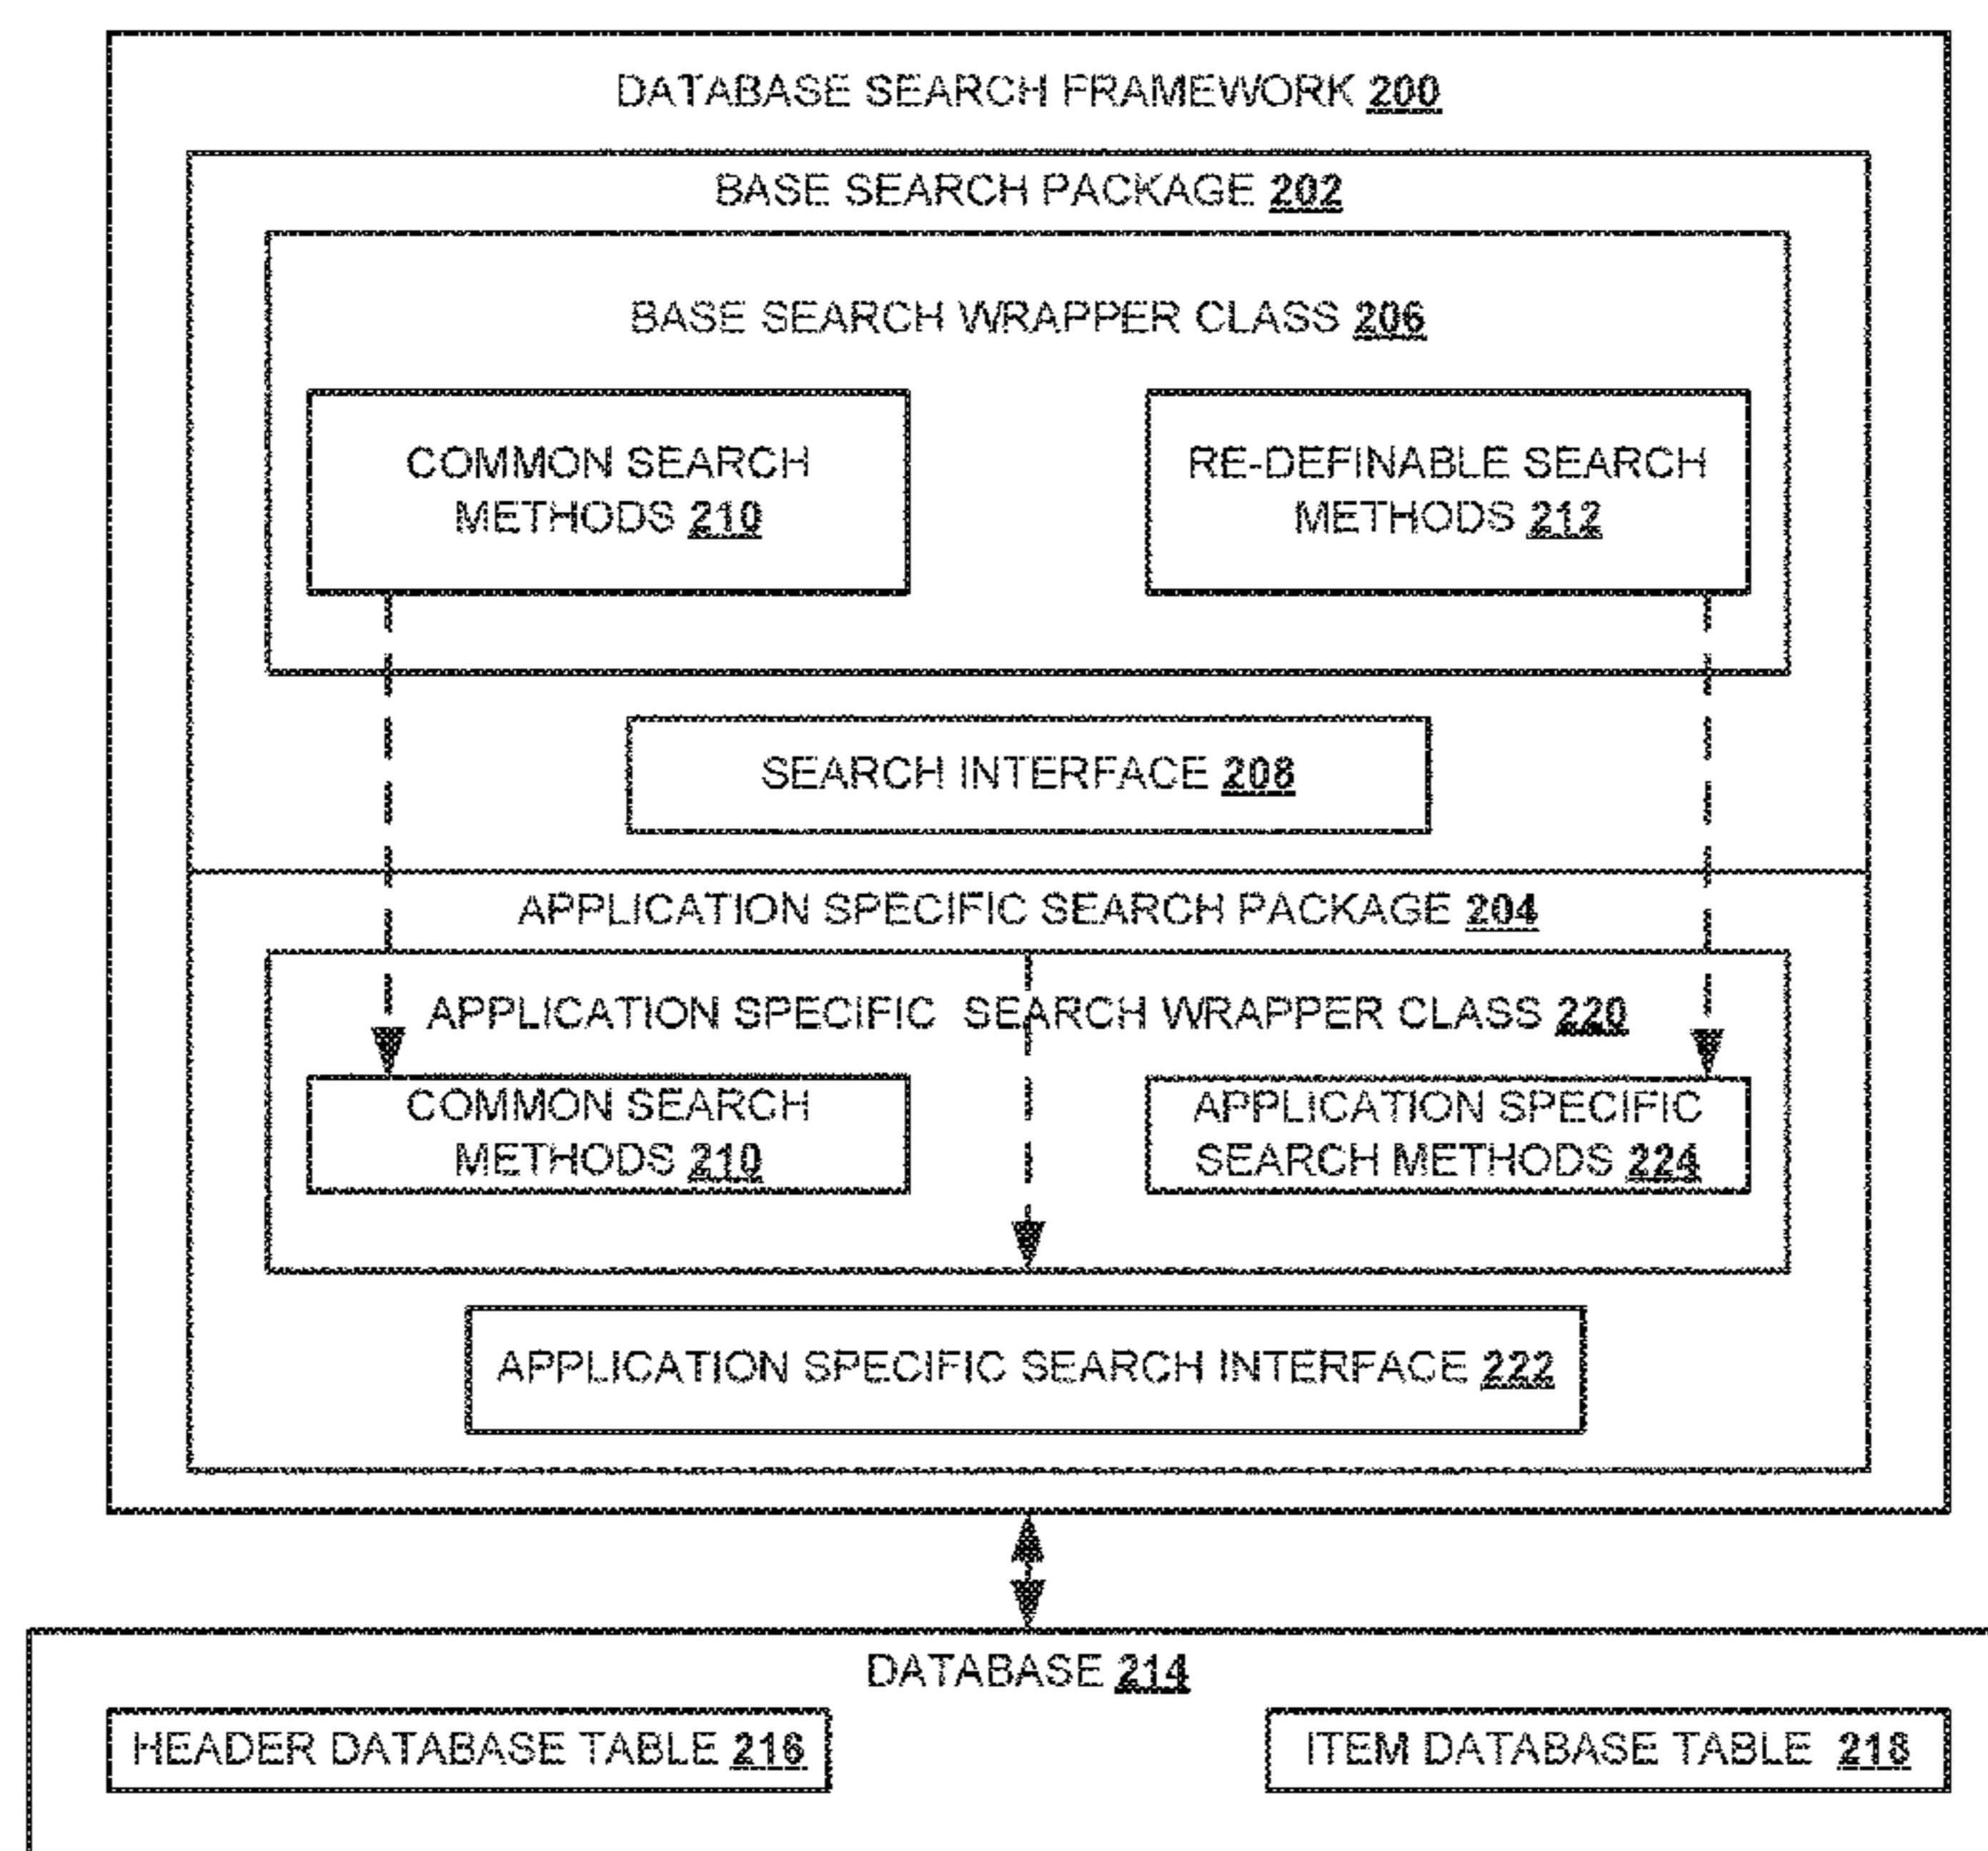 DATABASE SEARCH FRAMEWORK 200
BASE SEARCH PACKAGE 202
BASE SEARCH WRAPPER CLASS 206
COMMON SEARCH
METHODS 210
RE-DEFINABLE SEARCH
METHODS 212
SEARCH INTERFACE 208
APPLICATION SPECIFIC SEARCH PACKAGE 204
APPLICATION SPECIFIC SEARCH WRAPPER CLASS 220
COMMON SEARCH
METHODS 210
APPLICATION SPECIFIC
SEARCH METHODS 224
APPLICATION SPECIFIC SEARCH INTERFACE 222
DATABASE 214
HEADER DATABASE TABLE 216
ITEM DATABASE TABLE 218